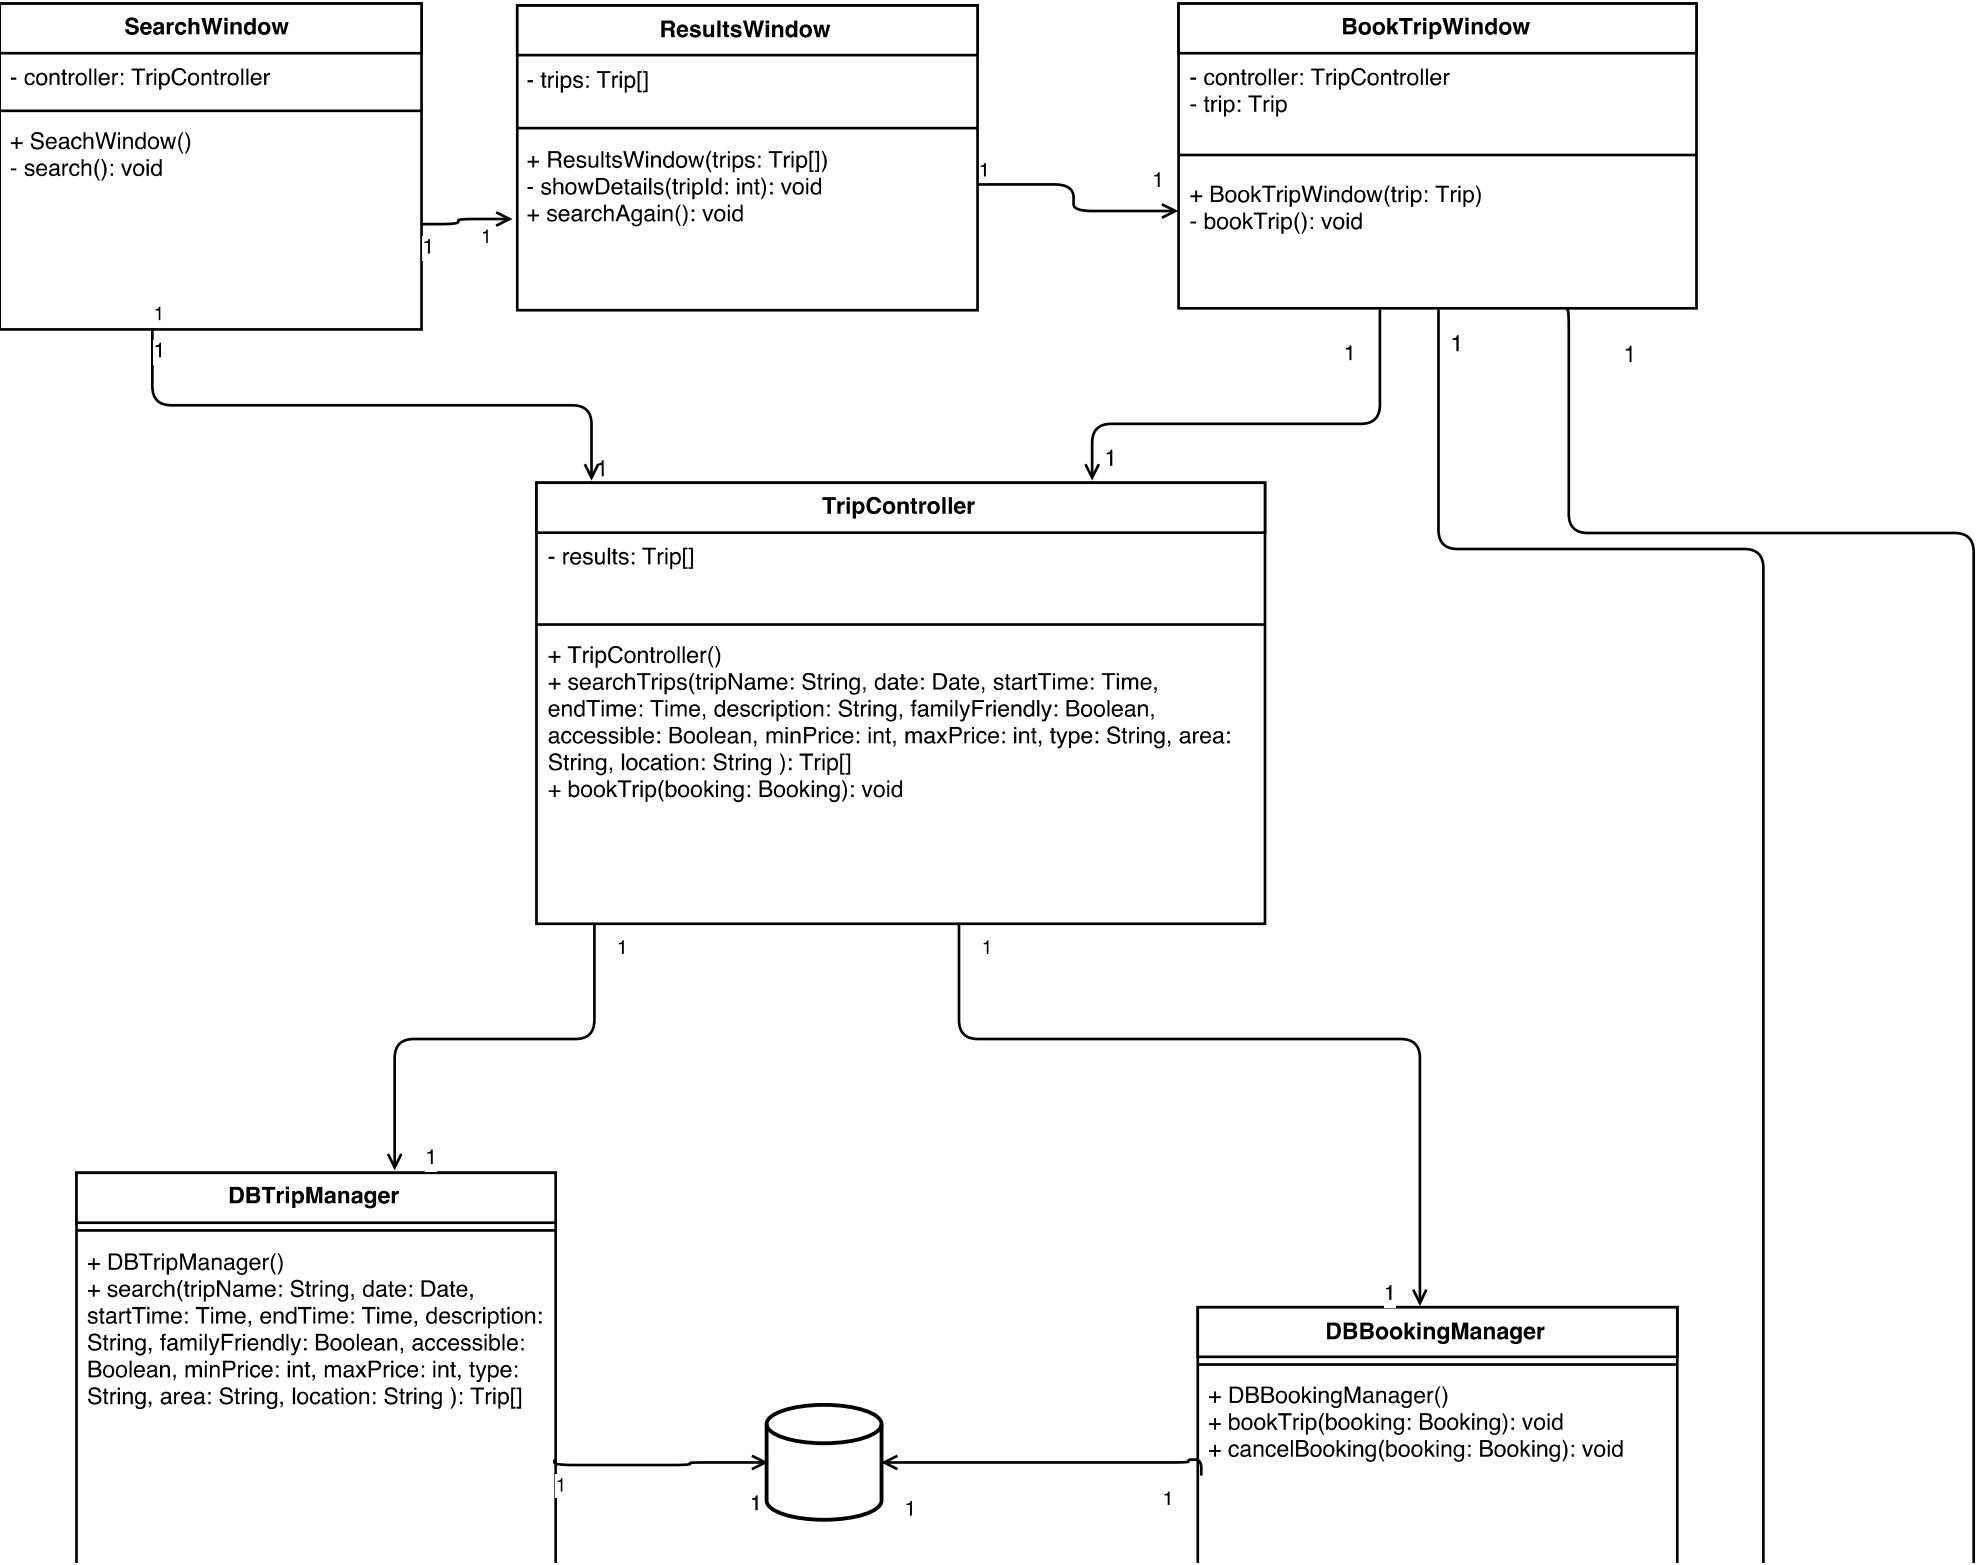 SearchWindow
- controller: TripController
+ SeachWindow()
- search(): void
1
1
1
1
ResultsWindow
- trips: Trip[]
+ ResultsWindow(trips: Trip[])
- showDetails(tripId: int): void
+ searchAgain(): void
1
1
BookTripWindow
- controller: TripController
- trip: Trip
+ BookTripWindow(trip: Trip)
- bookTrip(): void
1
1
1
1
1
TripController
- results: Trip[]
+ TripController()
+ searchTrips(tripName: String, date: Date, startTime: Time,
endTime: Time, description: String, familyFriendly: Boolean,
accessible: Boolean, minPrice: int, maxPrice: int, type: String, area:
String, location: String ): Trip[]
+ bookTrip(booking: Booking): void
1
1
1
DBTripManager
+ DBTripManager()
+ search(tripName: String, date: Date,
startTime: Time, endTime: Time, description:
String, familyFriendly: Boolean, accessible:
Boolean, minPrice: int, maxPrice: int, type:
String, area: String, location: String ): Trip[]
1
1
1
DBBookingManager
+ DBBookingManager()
+ bookTrip(booking: Booking): void
+ cancelBooking(booking: Booking): void
1
1
1